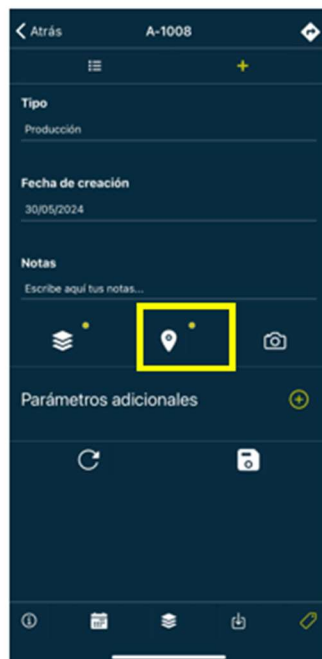 Atrás A-1008
Tipo
Producción
Fecha de creación
30/05/2024
Notas
Escribe aquí tus notas...
Parámetros adicionales